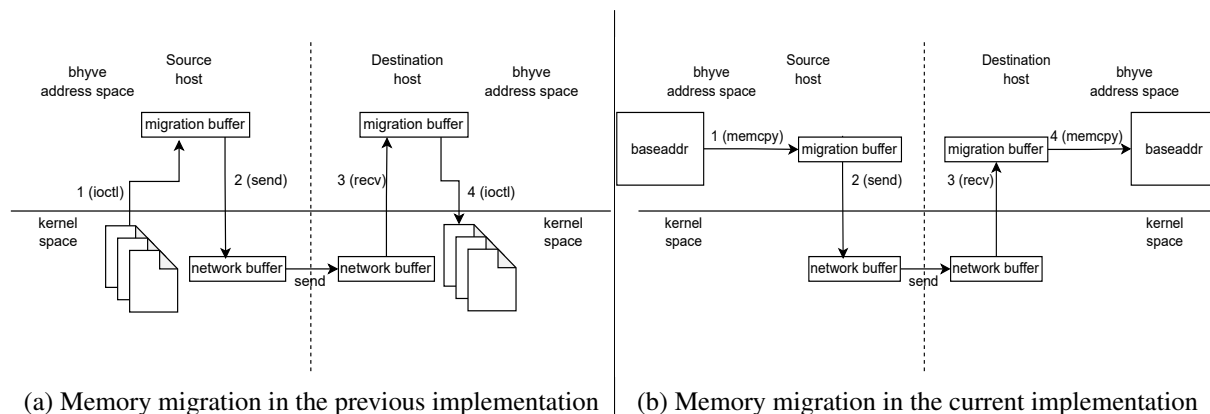 Source
host
Destination
host
bhyve
address space
bhyve
address space
migration buffer
migration buffer
1 (ioctl)
2 (send)
3 (recv)
4 (ioctl)
kernel
space
kernel
space
network buffer
network buffer
send
(a) Memory migration in the previous implementation
Source
host
Destination
host
bhyve
address space
bhyve
address space
baseaddr
1 (memcpy)
migration buffer
migration buffer
4 (memcpy)
baseaddr
2 (send)
3 (recv)
kernel
space
kernel
space
network buffer
network buffer
send
(b) Memory migration in the current implementation